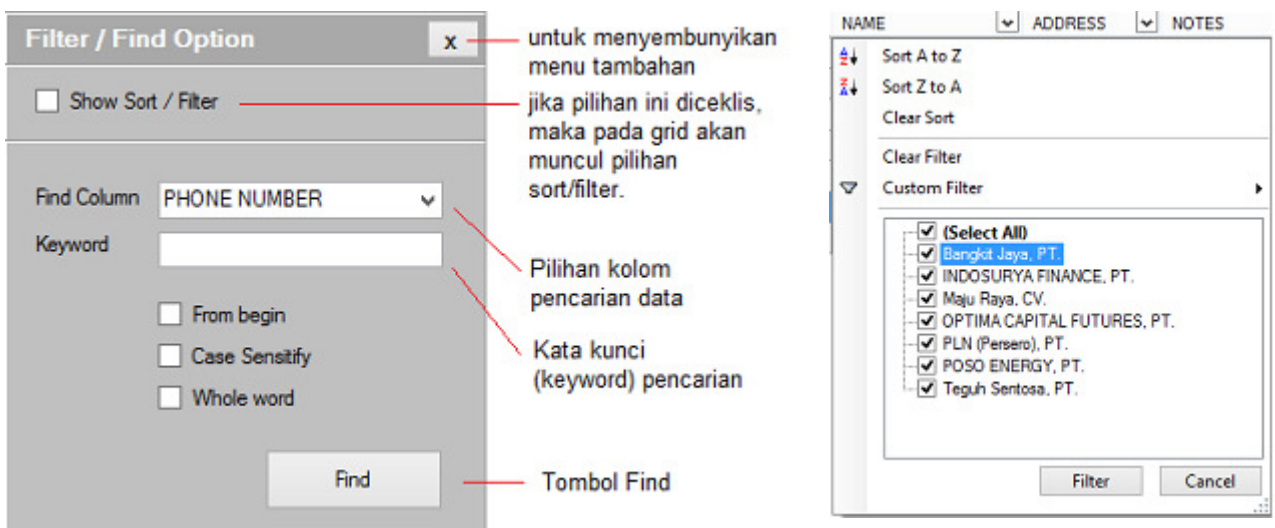 Filter / Find Option
x
untuk menyembunyikan
menu tambahan
Show Sort / Filter
jika pilihan ini diceklis,
maka pada grid akan
muncul pilihan
sort/filter.
Find Column
PHONE NUMBER
Keyword
Pilihan kolom
pencarian data
From begin
Case Sensitify
Whole word
Kata kunci
(keyword) pencarian
Find
Tombol Find
NAME ADDRESS NOTES
Sort A to Z
Sort Z to A
Clear Sort
Clear Filter
Custom Filter
(Select All)
Bangkit Jaya, PT.
INDOSURYA FINANCE, PT.
Maju Raya, CV.
OPTIMA CAPITAL FUTURES, PT.
PLN (Persero), PT.
POSO ENERGY, PT.
Teguh Sentosa, PT.
Filter Cancel